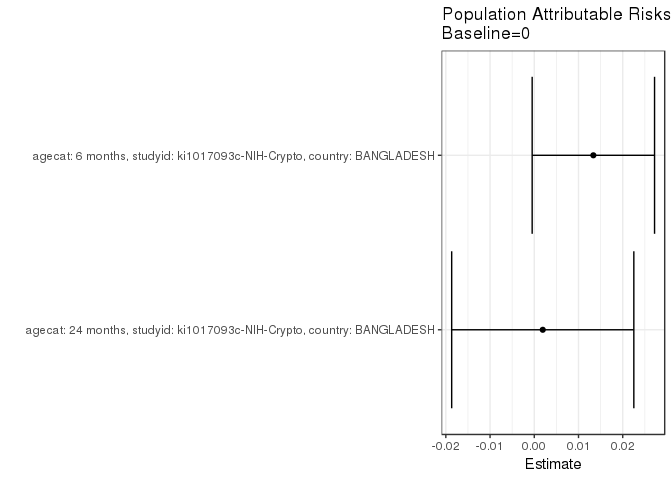 Population Attributable Risks
Baseline=0
agecat: 6 months, studyid: ki1017093c-NIH-Crypto, country: BANGLADESH
agecat: 24 months, studyid: ki1017093c-NIH-Crypto, country: BANGLADESH
-0.02 -0.01 0.00 0.01 0.02
Estimate